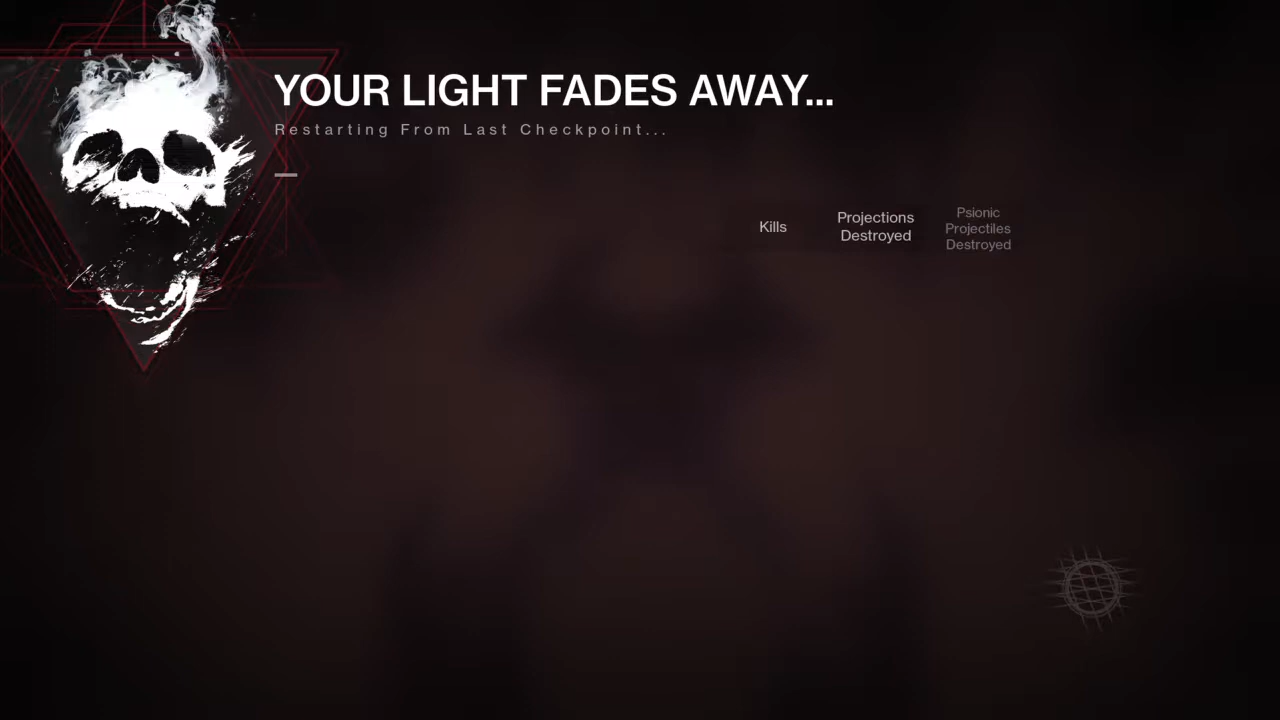 YOUR LIGHT FADES AWAY...
Restarting From Last Checkpoint...
Kills
Projections
Destroyed
Psionic
Projectiles
Destroyed